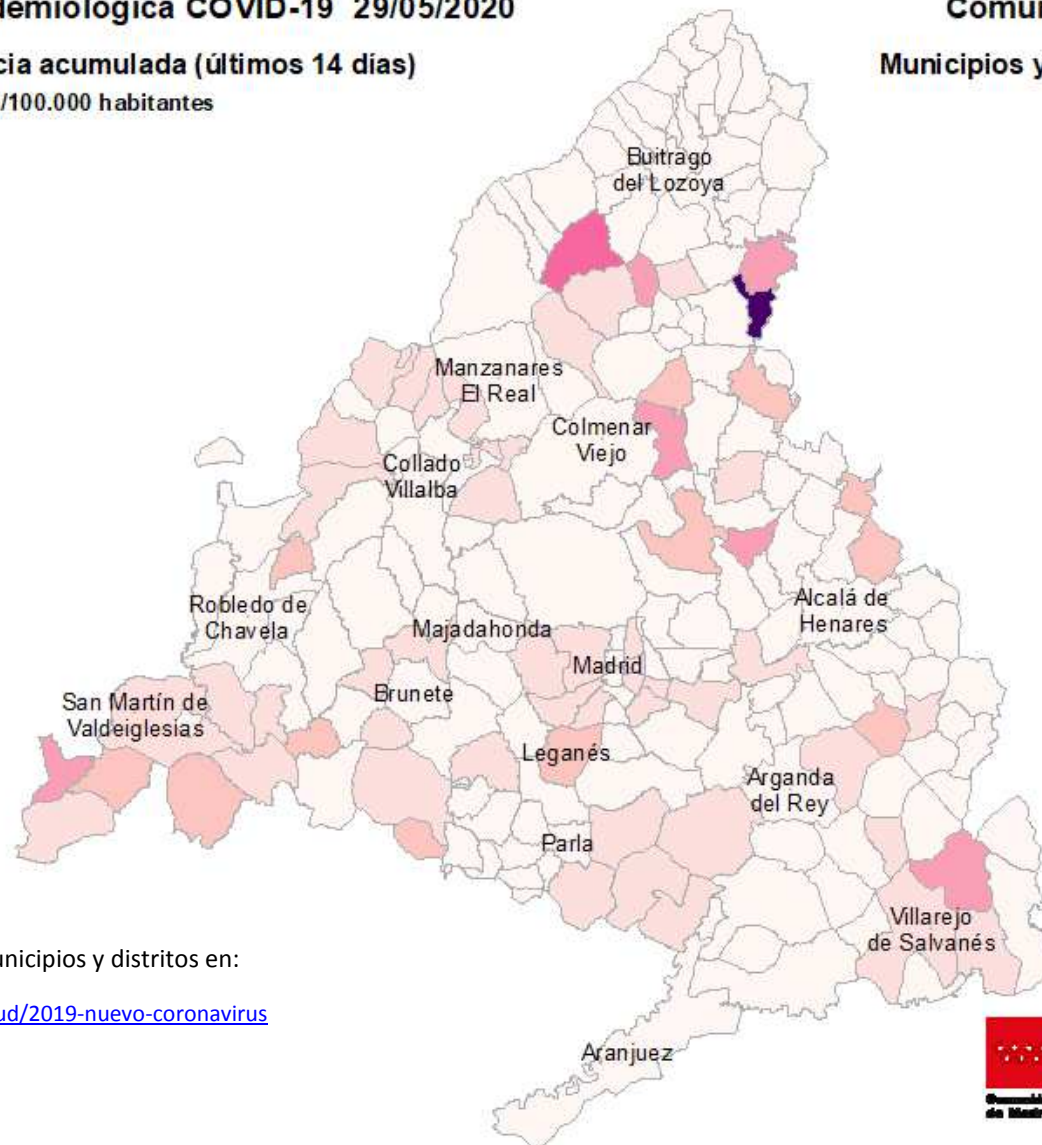 demiológica COVID-19 29/05/2020
Comun
cia acumulada (últimos 14 días)
Municipios y
/100.000 habitantes
Buitrago
del Lozoya
Manzanares
El Real
Colmenar
Viejo
Collado
Villalba
Alcalá de
Henares
Robledo de
Chavela
Majadahonda
Madrid
San Martín de
Valdeiglesias
Brunete
Leganés
Arganda
del Rey
Parla
Villarejo
de Salvanés
unicipios y distritos en:
ud/2019-nuevo-coronavirus
Aranjuez